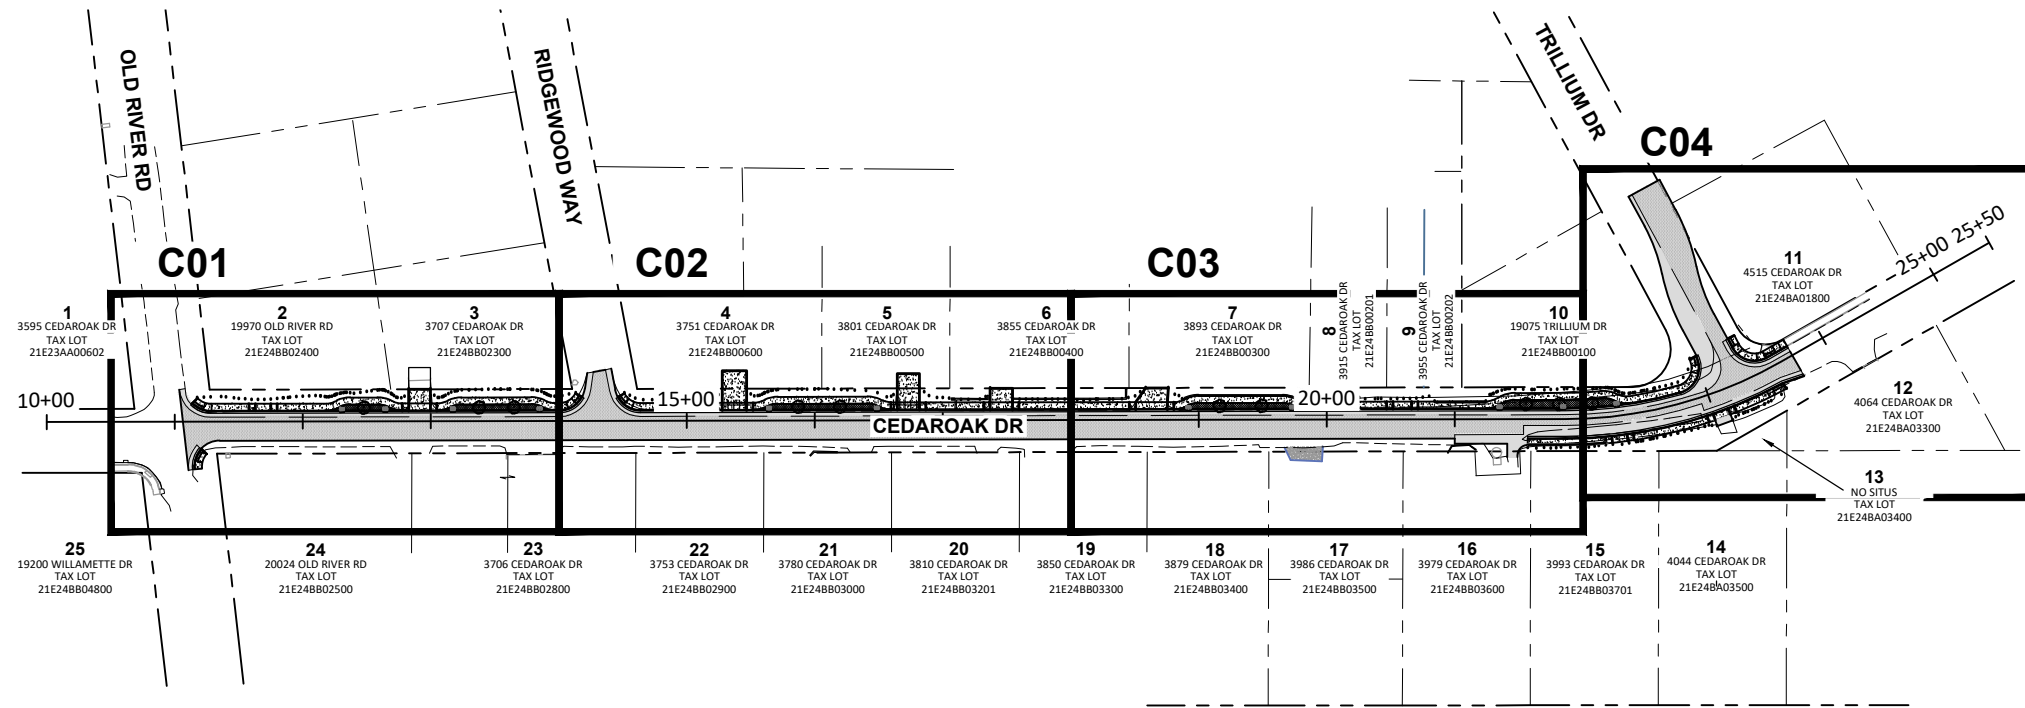 OLD RIVER RD
RIDGEWOOD WAY
TRILLIUM DR
C01
C02
C03
C04
1
3595 CEDAROAK DR
TAX LOT
21E23AA00602
2
19970 OLD RIVER RD
TAX LOT
21E24BB02400
3
3707 CEDAROAK DR
TAX LOT
21E24BB02300
4
3751 CEDAROAK DR
TAX LOT
21E24BB00600
5
3801 CEDAROAK DR
TAX LOT
21E24BB00500
6
3855 CEDAROAK DR
TAX LOT
21E24BB00400
7
3893 CEDAROAK DR
TAX LOT
21E24BB00300
8
3915 CEDAROAK DR
TAX LOT
21E24BB00201
9
3955 CEDAROAK DR
TAX LOT
21E24BB00202
10
19075 TRILLIUM DR
TAX LOT
21E24BB00100
11
4515 CEDAROAK DR
TAX LOT
21E24BA01800
25+00 25+50
10+00
15+00
20+00
CEDAROAK DR
12
4064 CEDAROAK DR
TAX LOT
21E24BA03300
13
NO SITUS
TAX LOT
21E24BA03400
25
19200 WILLAMETTE DR
TAX LOT
21E24BB04800
24
20024 OLD RIVER RD
TAX LOT
21E24BB02500
23
3706 CEDAROAK DR
TAX LOT
21E24BB02800
22
3753 CEDAROAK DR
TAX LOT
21E24BB02900
21
3780 CEDAROAK DR
TAX LOT
21E24BB03000
20
3810 CEDAROAK DR
TAX LOT
21E24BB03201
19
3850 CEDAROAK DR
TAX LOT
21E24BB03300
18
3879 CEDAROAK DR
TAX LOT
21E24BB03400
17
3986 CEDAROAK DR
TAX LOT
21E24BB03500
16
3979 CEDAROAK DR
TAX LOT
21E24BB03600
15
3993 CEDAROAK DR
TAX LOT
21E24BB03701
14
4044 CEDAROAK DR
TAX LOT
21E24BA03500